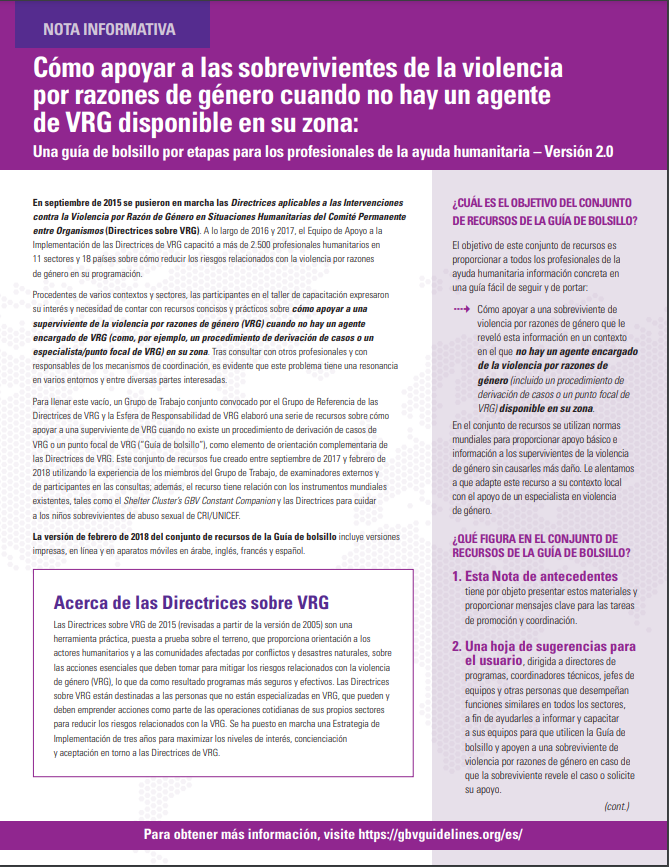 NOTA INFORMATIVA
Cómo apoyar a las sobrevivientes de la violencia
por razones de género cuando no hay un agente
de VRG disponible en su zona:
Una guía de bolsillo por etapas para los profesionales de la ayuda humanitaria – Versión 2.0
En septiembre de 2015 se pusieron en marcha las Directrices aplicables a las Intervenciones
contra la Violencia por Razón de Género en Situaciones Humanitarias del Comité Permanente
entre Organismos (Directrices sobre VRG). A lo largo de 2016 y 2017, el Equipo de Apoyo a la
Implementación de las Directrices de VRG capacitó a más de 2.500 profesionales humanitarios en
11 sectores y 18 países sobre cómo reducir los riesgos relacionados con la violencia por razones
de género en su programación.
Procedentes de varios contextos y sectores, las participantes en el taller de capacitación expresaron
su interés y necesidad de contar con recursos concisos y prácticos sobre cómo apoyar a una
superviviente de la violencia por razones de género (VRG) cuando no hay un agente
encargado de VRG (como, por ejemplo, un procedimiento de derivación de casos o un
especialista/punto focal de VRG) en su zona. Tras consultar con otros profesionales y con
responsables de los mecanismos de coordinación, es evidente que este problema tiene una resonancia
en varios entornos y entre diversas partes interesadas.
Para llenar este vacío, un Grupo de Trabajo conjunto convocado por el Grupo de Referencia de las
Directrices de VRG y la Esfera de Responsabilidad de VRG elaboró una serie de recursos sobre cómo
apoyar a una superviviente de VRG cuando no existe un procedimiento de derivación de casos de
VRG o un punto focal de VRG ("Guía de bolsillo"), como elemento de orientación complementaria de
las Directrices de VRG. Este conjunto de recursos fue creado entre septiembre de 2017 y febrero de
2018 utilizando la experiencia de los miembros del Grupo de Trabajo, de examinadores externos y
de participantes en las consultas; además, el recurso tiene relación con los instrumentos mundiales
existentes, tales como el Shelter Cluster's GBV Constant Companion y las Directrices para cuidar
a los niños sobrevivientes de abuso sexual de CRI/UNICEF.
La versión de febrero de 2018 del conjunto de recursos de la Guía de bolsillo incluye versiones
impresas, en línea y en aparatos móviles en árabe, inglés, francés y español.
Acerca de las Directrices sobre VRG
Las Directrices sobre VRG de 2015 (revisadas a partir de la versión de 2005) son una
herramienta práctica, puesta a prueba sobre el terreno, que proporciona orientación a los
actores humanitarios y a las comunidades afectadas por conflictos y desastres naturales, sobre
las acciones esenciales que deben tomar para mitigar los riesgos relacionados con la violencia
de género (VRG), lo que da como resultado programas más seguros y efectivos. Las Directrices
sobre VRG están destinadas a las personas que no están especializadas en VRG, que pueden y
deben emprender acciones como parte de las operaciones cotidianas de sus propios sectores
para reducir los riesgos relacionados con la VRG. Se ha puesto en marcha una Estrategia de
Implementación de tres años para maximizar los niveles de interés, concienciación
y aceptación en torno a las Directrices de VRG.
¿CUÁL ES EL OBJETIVO DEL CONJUNTO
DE RECURSOS DE LA GUÍA DE BOLSILLO?
El objetivo de este conjunto de recursos es
proporcionar a todos los profesionales de la
ayuda humanitaria información concreta en
una guía fácil de seguir y de portar:
Cómo apoyar a una sobreviviente de
violencia por razones de género que le
reveló esta información en un contexto
en el que no hay un agente encargado
de la violencia por razones de
género (incluido un procedimiento de
derivación de casos o un punto focal de
VRG) disponible en su zona.
En el conjunto de recursos se utilizan normas
mundiales para proporcionar apoyo básico e
información a los supervivientes de la violencia
de género sin causarles más daño. Le alentamos
a que adapte este recurso a su contexto local
con el apoyo de un especialista en violencia
de género.
¿QUÉ FIGURA EN EL CONJUNTO DE
RECURSOS DE LA GUÍA DE BOLSILLO?
1. Esta Nota de antecedentes
tiene por objeto presentar estos materiales y
proporcionar mensajes clave para las tareas
de promoción y coordinación.
2. Una hoja de sugerencias para
el usuario, dirigida a directores de
programas, coordinadores técnicos, jefes de
equipos y otras personas que desempeñan
funciones similares en todos los sectores,
a fin de ayudarles a informar y capacitar
a sus equipos para que utilicen la Guía de
bolsillo y apoyen a una sobreviviente de
violencia por razones de género en caso de
que la sobreviviente revele el caso o solicite
su apoyo.
(cont.)
Para obtener más información, visite https://gbvguidelines.org/es/